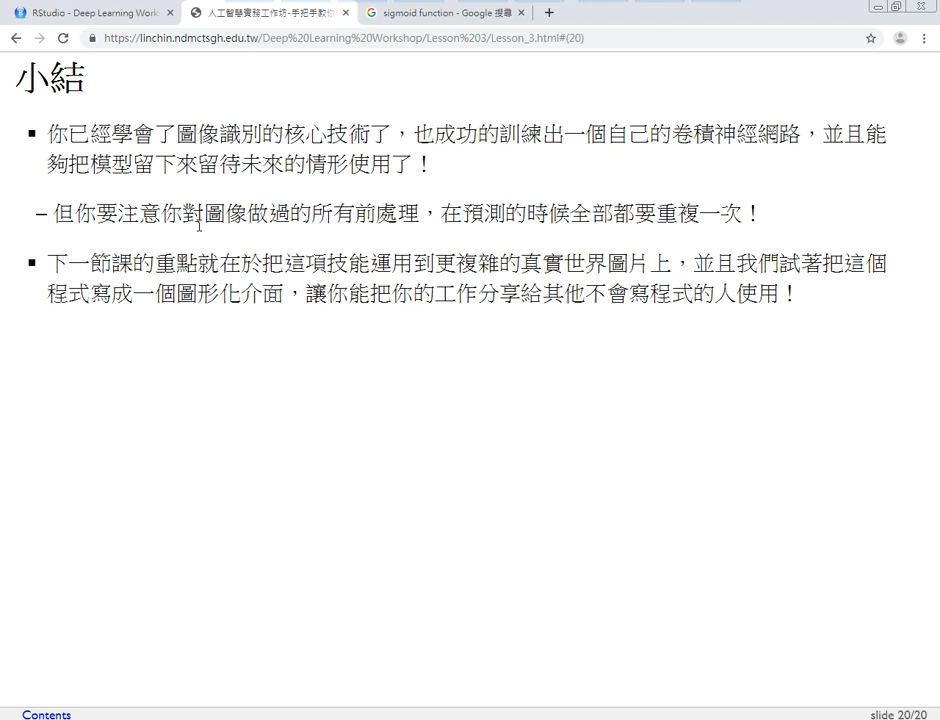 RStudio - Deep Learning Work
人工智慧實務工作坊-手把手教你
sigmoid function - Google 搜尋
https://linchin.ndmctsgh.edu.tw/Deep%20Learning%20Workshop/Lesson%203/Lesson_3.html#(20)
小結
你已經學會了圖像識別的核心技術了，也成功的訓練出一個自己的卷積神經網路，並且能
夠把模型留下來留待未來的情形使用了！
– 但你要注意你對圖像做過的所有前處理，在預測的時候全部都要重複一次！
下一節課的重點就在於把這項技能運用到更複雜的真實世界圖片上，並且我們試著把這個
程式寫成一個圖形化介面，讓你能把你的工作分享給其他不會寫程式的人使用！
Contents
slide 20/20